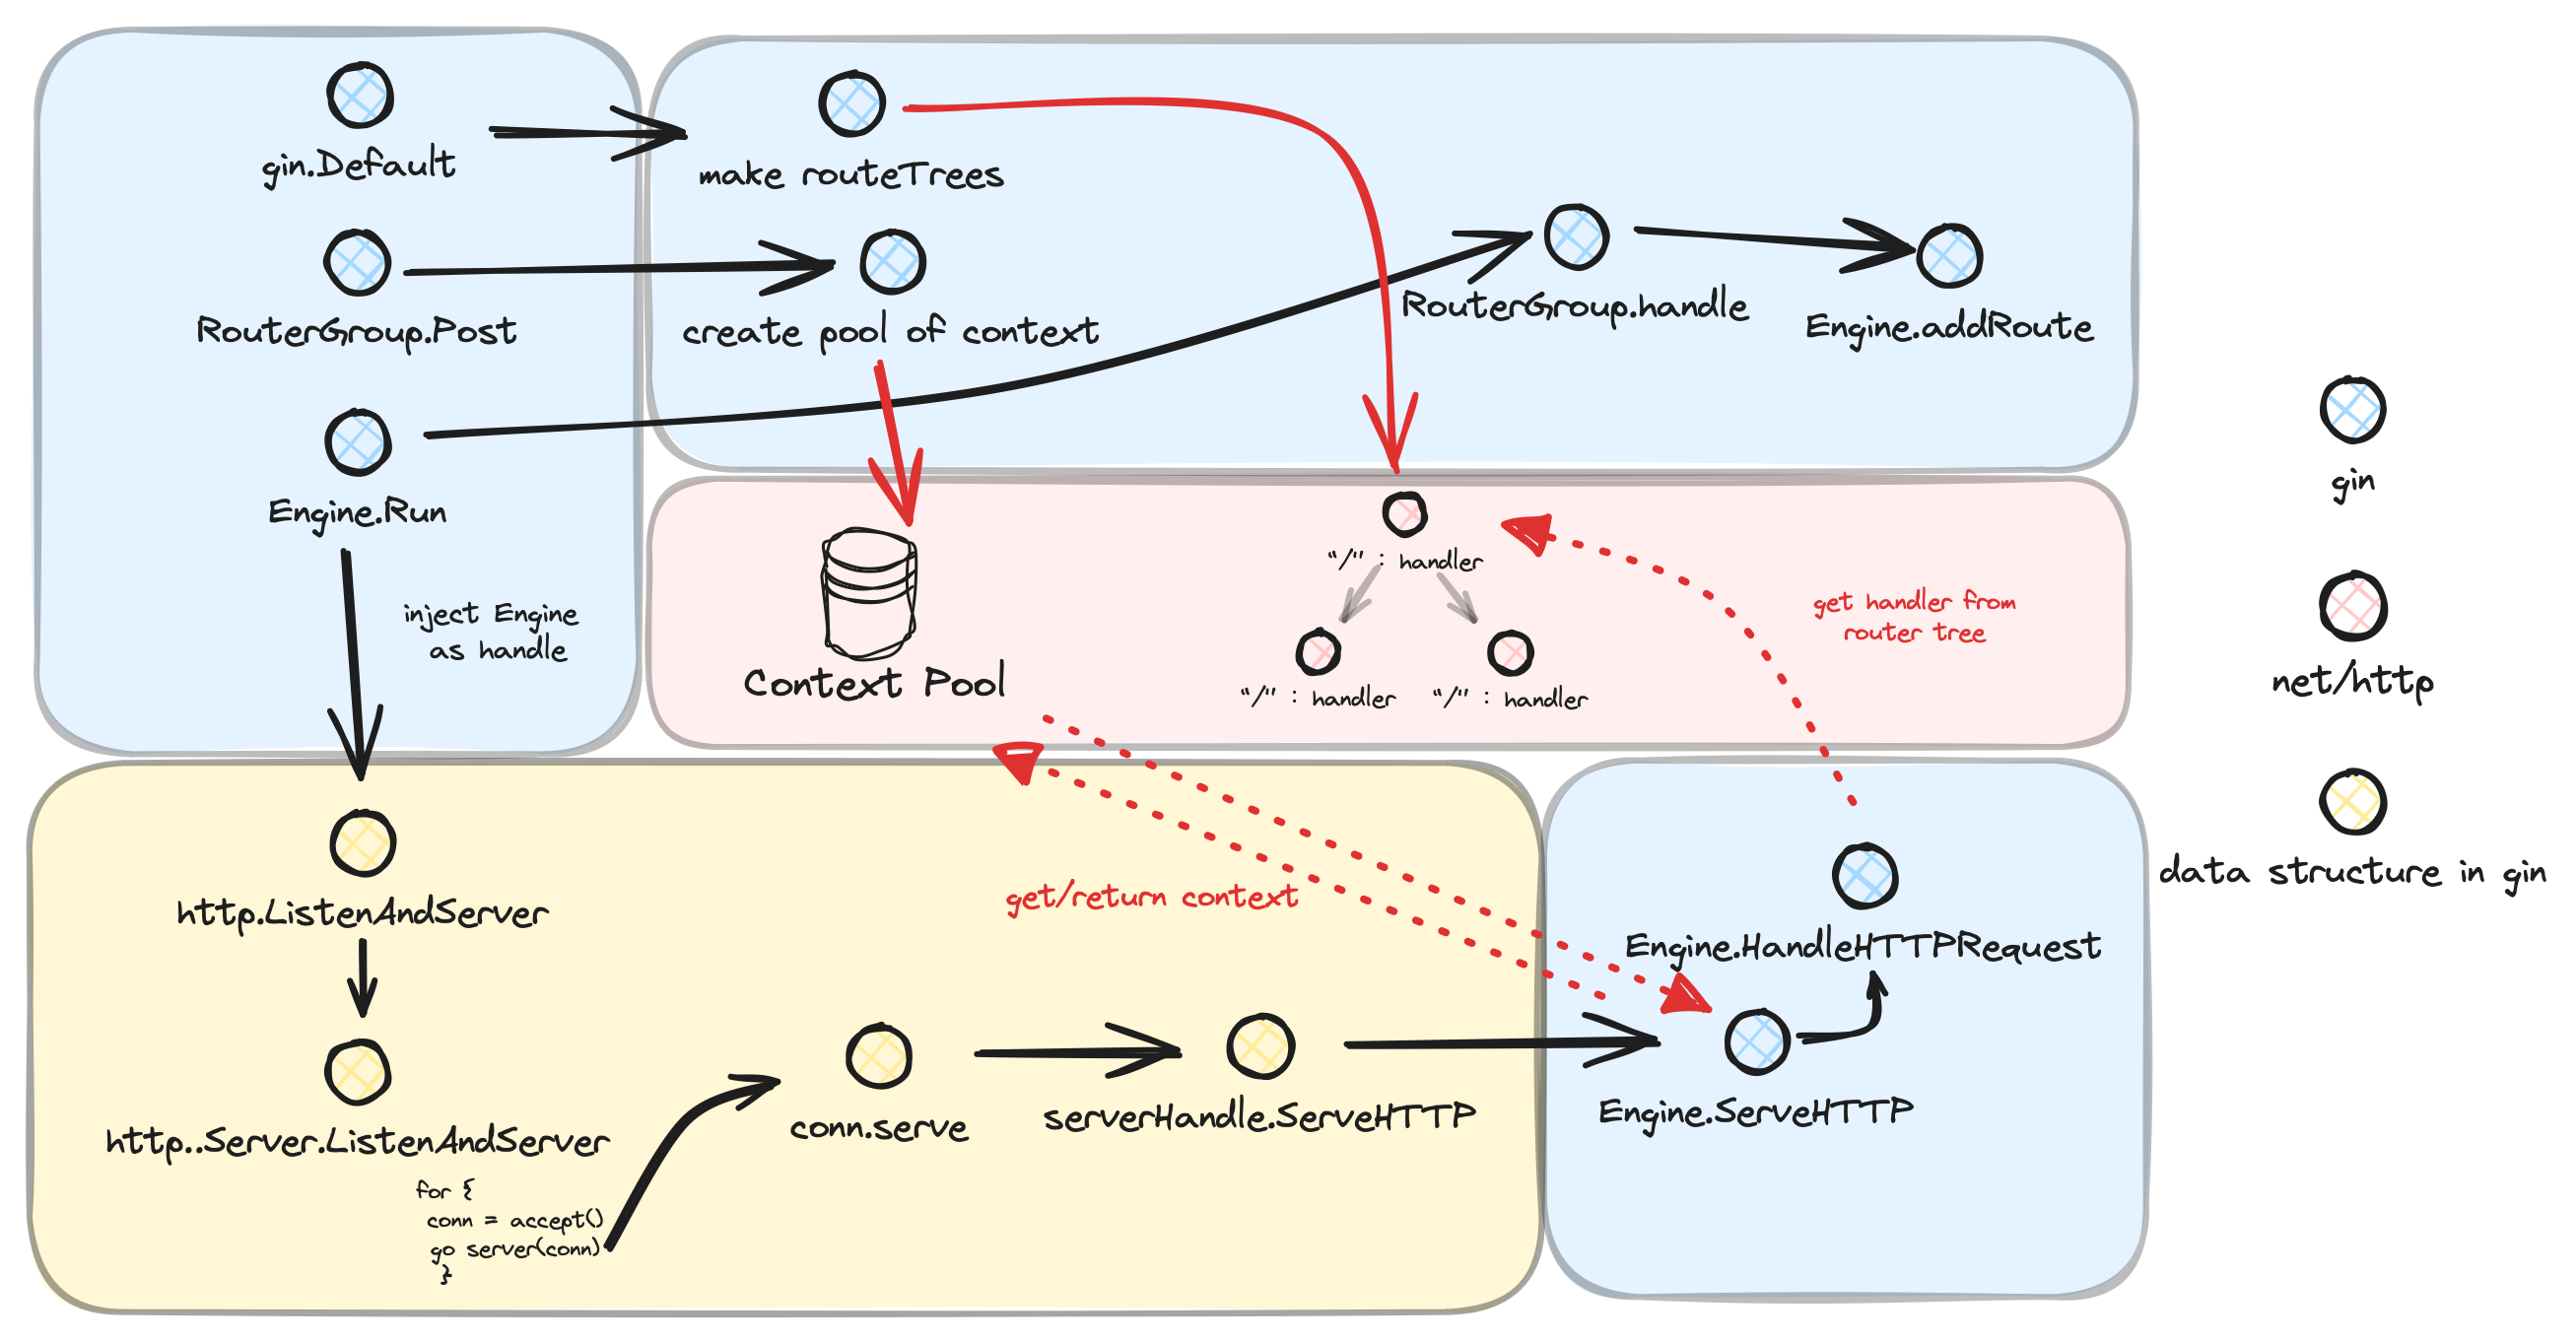 gin.Default
make routeTrees
RouterGroup.Post
create pool of context
RouterGroup.handle
Engine.addRoute
Engine.Run
inject Engine
as handle
Context Pool
"/" : handler
"/" : handler
"/" : handler
get handler from
router tree
get/return context
http.ListenAndServer
http..Server.ListenAndServer
for {
conn = accept()
go server(conn)
}
conn.serve
serverHandle.ServeHTTP
Engine.ServeHTTP
Engine.HandleHTTPRequest
gin
net/http
data structure in gin